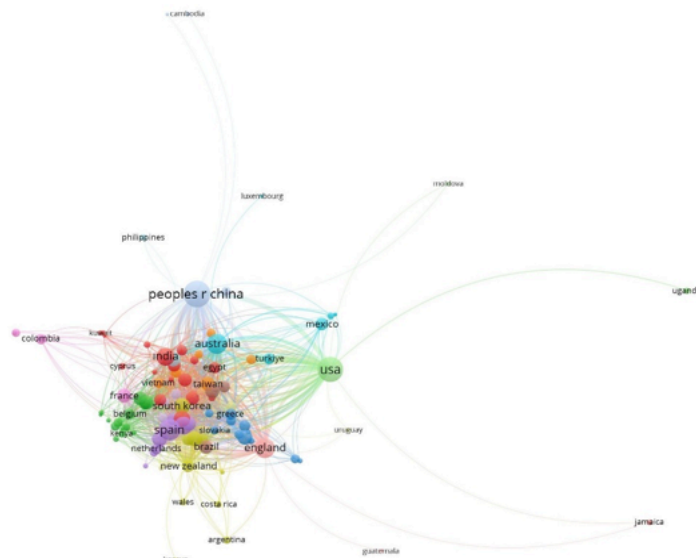 cambodia
moldova
luxembourg
philippines
peoples r china
ugand
mexico
colombia
kuwait
australia
india
turkiye
cyprus
egypt
usa
vietnam
taiwan
france
south korea
belgium
greece
kenya
spain
slovakia
uruguay
netherlands
brazil
england
new zealand
wales
costa rica
jamaica
argentina
guatemala